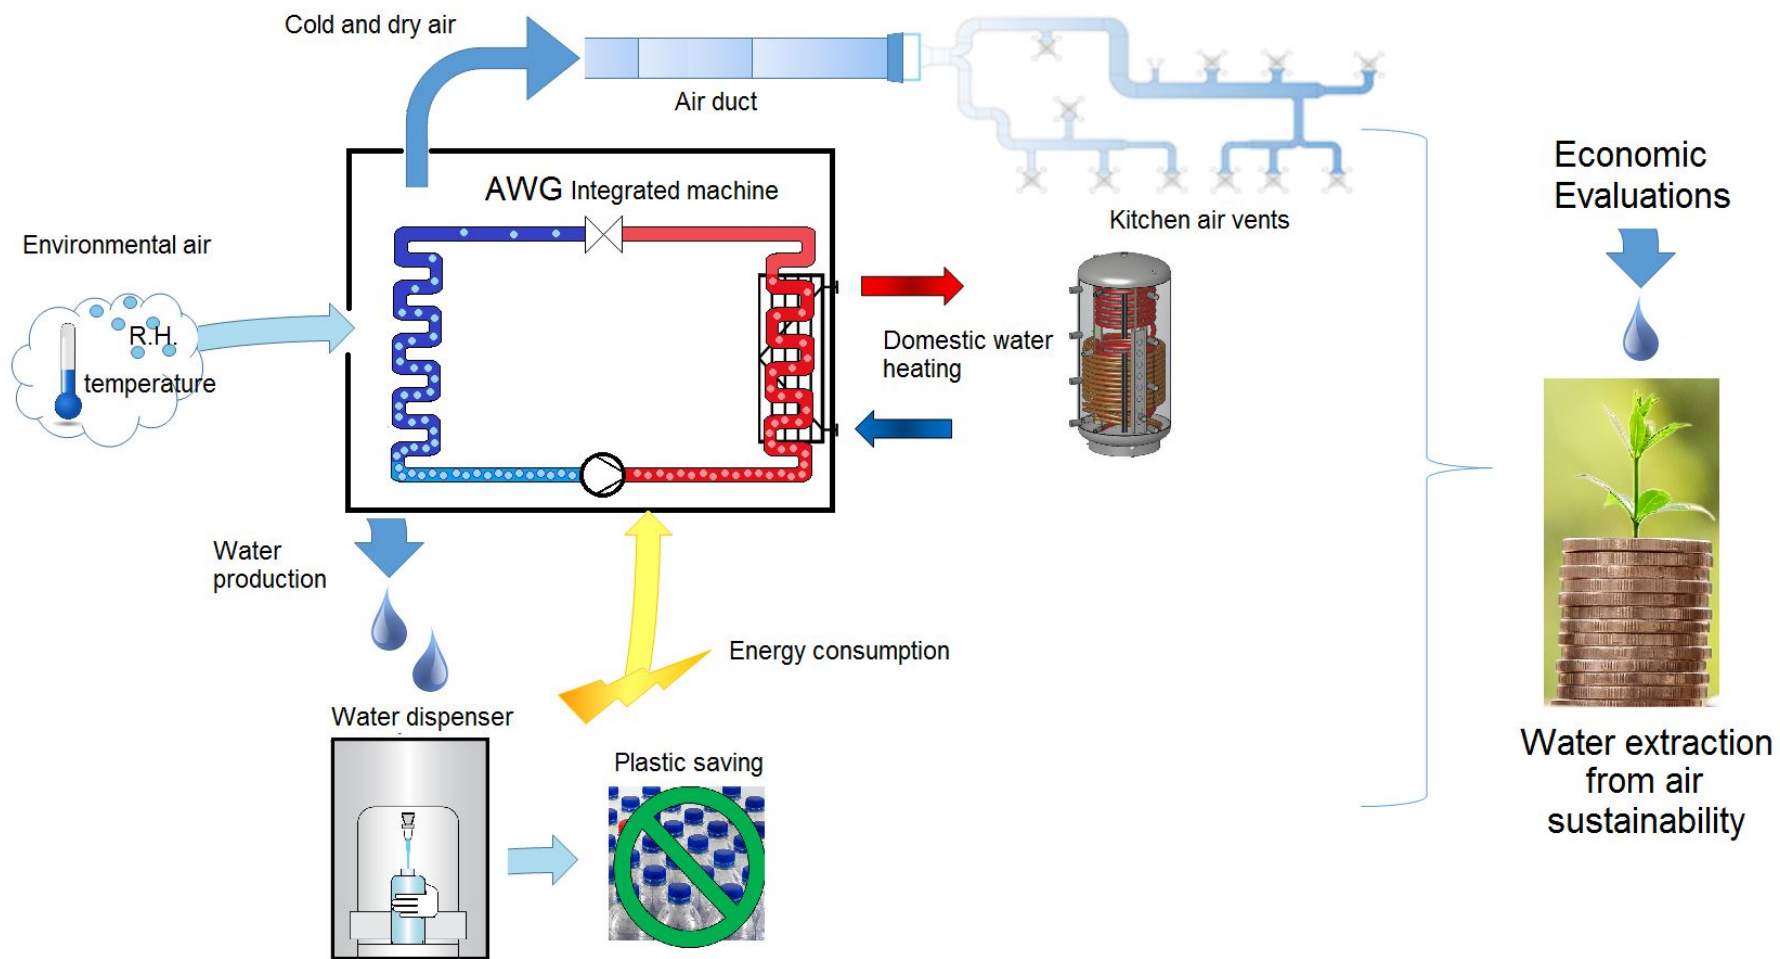 Cold and dry air
Air duct
AWG Integrated machine
Environmental air
R.H.
temperature
Kitchen air vents
Domestic water
heating
Economic
Evaluations
Water
production
Energy consumption
Water dispenser
Plastic saving
Water extraction
from air
sustainability